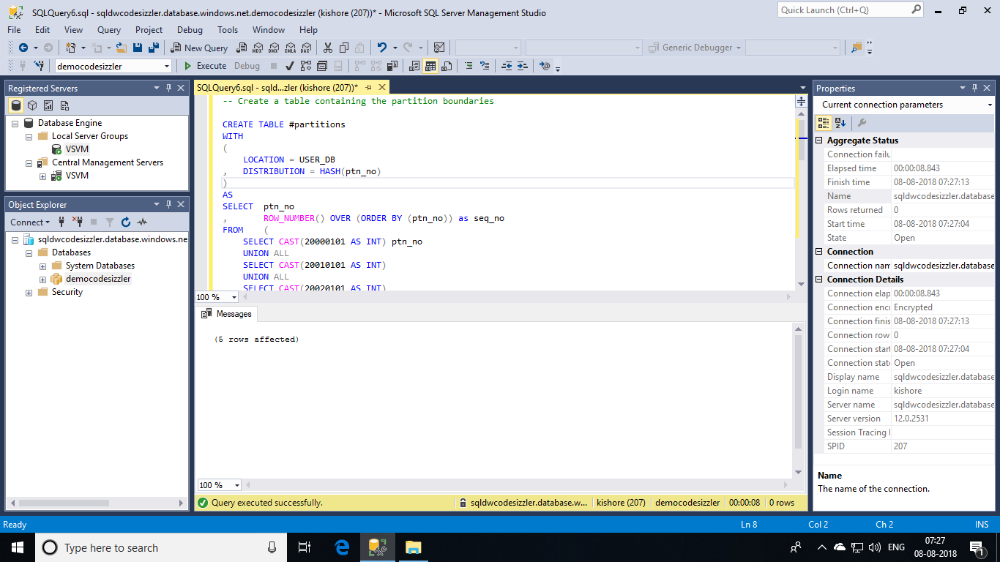 SQLQuery6.sql - sqldwcodesizzler.database.windows.net.democodesizzler (kishore (207))* - Microsoft SQL Server Management Studio
Quick Launch (Ctrl+Q)
File Edit View Query Project Debug Tools Window Help
New Query
MDX DMX XMLA DAX
Generic Debugger
democodesizzler
Execute Debug
Registered Servers
Database Engine
Local Server Groups
VSVM
Central Management Servers
VSVM
Object Explorer
Connect
sqldwcodesizzler.database.windows.ne
Databases
System Databases
democodesizzler
Security
SQLQuery6.sql - sqld...zler (kishore (207))*
-- Create a table containing the partition boundaries
CREATE TABLE #partitions
WITH
(
LOCATION = USER_DB
, DISTRIBUTION = HASH(ptn_no)
)
AS
SELECT ptn_no
, ROW_NUMBER() OVER (ORDER BY (ptn_no)) as seq_no
FROM (
SELECT CAST(20000101 AS INT) ptn_no
UNION ALL
SELECT CAST(20010101 AS INT)
UNION ALL
SELECT CAST(20020101 AS INT)
100 %
Messages
(5 rows affected)
100 %
Query executed successfully.
sqldwcodesizzler.database.w... kishore (207) democodesizzler 00:00:08 0 rows
Properties
Current connection parameters
Aggregate Status
Connection failu
Elapsed time 00:00:08.843
Finish time 08-08-2018 07:27:13
Name sqldwcodesizzler.database
Rows returned 0
Start time 08-08-2018 07:27:04
State Open
Connection
Connection nam sqldwcodesizzler.database
Connection Details
Connection elap 00:00:08.843
Connection encr Encrypted
Connection finis 08-08-2018 07:27:13
Connection row 0
Connection start 08-08-2018 07:27:04
Connection stat Open
Display name sqldwcodesizzler.database
Login name kishore
Server name sqldwcodesizzler.database
Server version 12.0.2531
Session Tracing I
SPID 207
Name
The name of the connection.
Ready
Ln 8 Col 2 Ch 2 INS
Type here to search
ENG
07:27
08-08-2018
1